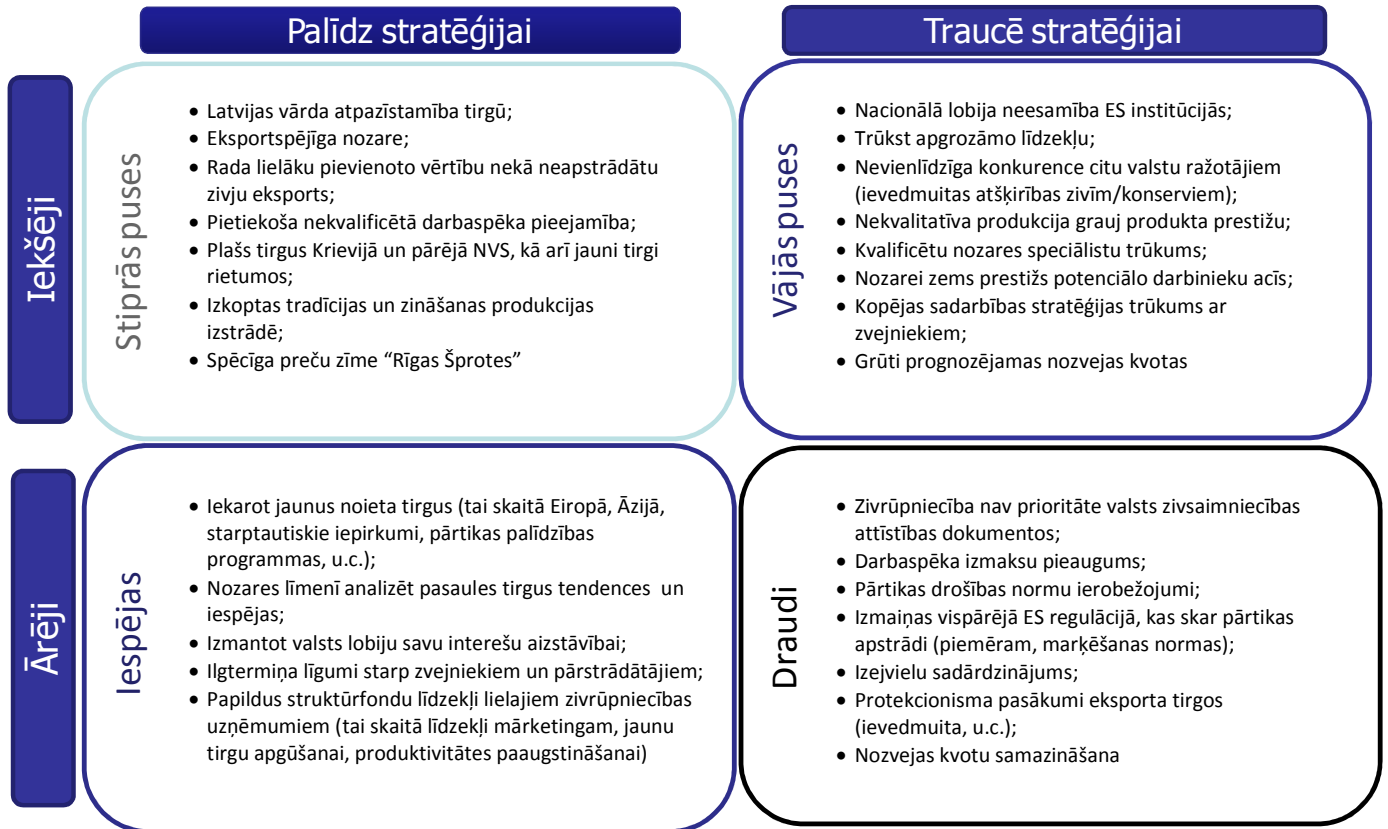 Palīdz stratēģijai
Traucē stratēģijai
Iekšēji
Stiprās puses
• Latvijas vārda atpazīstamība tirgū;
• Eksportspējīga nozare;
• Rada lielāku pievienoto vērtību nekā neapstrādātu
zivju eksports;
• Pietiekoša nekvalificētā darbaspēka pieejamība;
• Plašs tirgus Krievijā un pārējā NVS, kā arī jauni tirgi
rietumos;
• Izkoptas tradīcijas un zināšanas produkcijas
izstrādē;
• Spēcīga preču zīme “Rīgas Šprotes”
Vājās puses
• Nacionālā lobija neesamība ES institūcijās;
• Trūkst apgrozāmo līdzekļu;
• Nevienlīdzīga konkurence citu valstu ražotājiem
(ievedmuitas atšķirības zivīm/konserviem);
• Nekvalitatīva produkcija grauj produkta prestižu;
• Kvalificētu nozares speciālistu trūkums;
• Nozarei zems prestižs potenciālo darbinieku acīs;
• Kopējas sadarbības stratēģijas trūkums ar
zvejniekiem;
• Grūti prognozējamas nozvejas kvotas
Ārēji
Iespējas
• Iekarot jaunus noieta tirgus (tai skaitā Eiropā, Āzijā,
starptautiskie iepirkumi, pārtikas palīdzības
programmas, u.c.);
• Nozares līmenī analizēt pasaules tirgus tendences un
iespējas;
• Izmantot valsts lobiju savu interešu aizstāvībai;
• Ilgtermiņa līgumi starp zvejniekiem un pārstrādātājiem;
• Papildus struktūrfondu līdzekļi lielajiem zivrūpniecības
uzņēmumiem (tai skaitā līdzekļi mārketingam, jaunu
tirgu apgūšanai, produktivitātes paaugstināšanai)
Draudi
• Zivrūpniecība nav prioritāte valsts zivsaimniecības
attīstības dokumentos;
• Darbaspēka izmaksu pieaugums;
• Pārtikas drošības normu ierobežojumi;
• Izmaiņas vispārējā ES regulācijā, kas skar pārtikas
apstrādi (piemēram, marķēšanas normas);
• Izejvielu sadārdzinājums;
• Protekcionisma pasākumi eksporta tirgos
(ievedmuita, u.c.);
• Nozvejas kvotu samazināšana